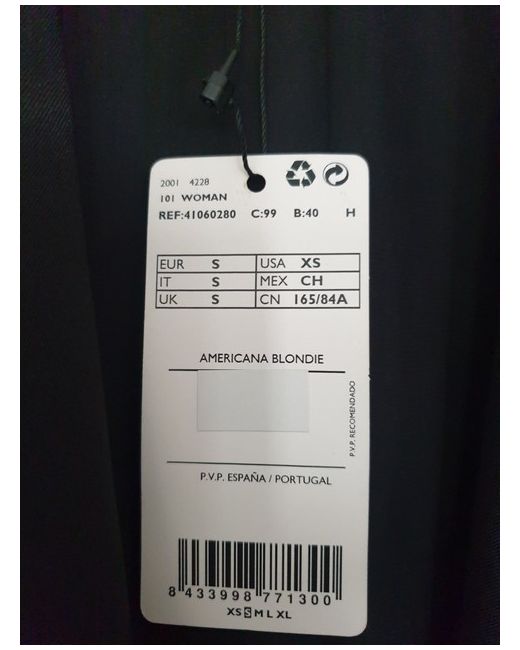 2001 4228
101 WOMAN
REF:41060280 C:99 B:40 H
EUR S USA XS
IT S MEX CH
UK S CN 165/84A
AMERICANA BLONDIE
P.V.P. RECOMENDADO
P.V.P. ESPAÑA / PORTUGAL
8 433998 771300
XS S M L XL